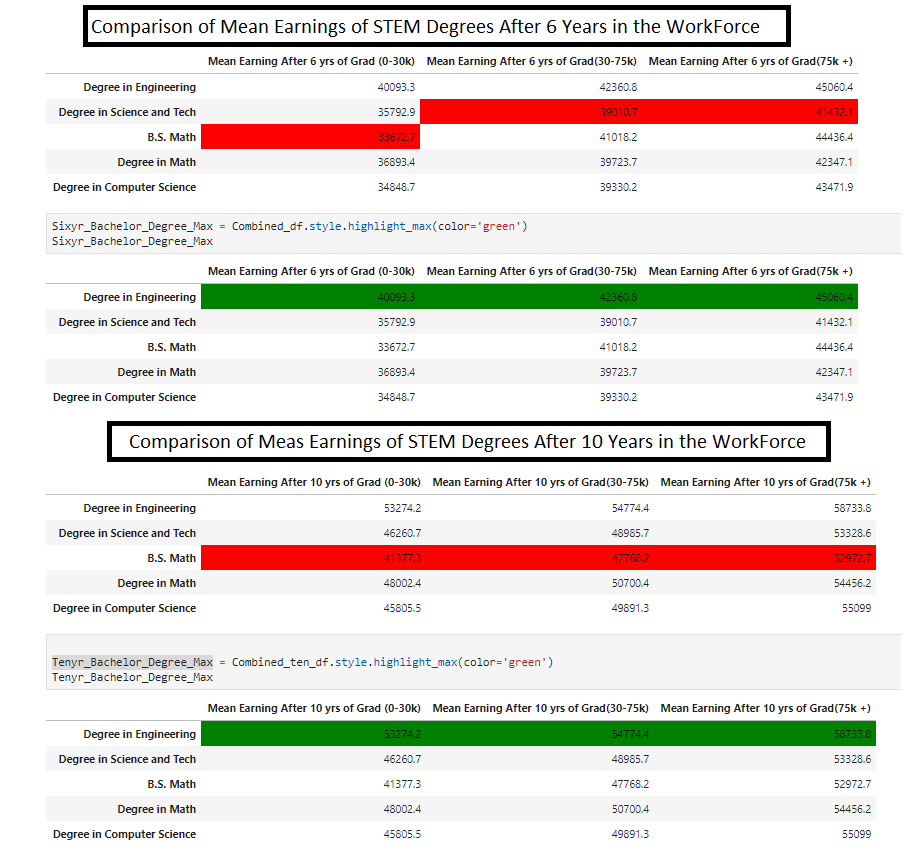 Comparison of Mean Earnings of STEM Degrees After 6 Years in the WorkForce
Mean Earning After 6 yrs of Grad (0-30k) Mean Earning After 6 yrs of Grad(30-75k) Mean Earning After 6 yrs of Grad(75k +)
Degree in Engineering 40093.3 42360.8 45060.4
Degree in Science and Tech 35792.9 39010.7 41432.1
B.S. Math 33672.7 41018.2 44436.4
Degree in Math 36893.4 39723.7 42347.1
Degree in Computer Science 34848.7 39330.2 43471.9
Sixyr_Bachelor_Degree_Max = Combined_df.style.highlight_max(color='green')
Sixyr_Bachelor_Degree_Max
Mean Earning After 6 yrs of Grad (0-30k) Mean Earning After 6 yrs of Grad(30-75k) Mean Earning After 6 yrs of Grad(75k +)
Degree in Engineering 40093.3 42360.8 45060.4
Degree in Science and Tech 35792.9 39010.7 41432.1
B.S. Math 33672.7 41018.2 44436.4
Degree in Math 36893.4 39723.7 42347.1
Degree in Computer Science 34848.7 39330.2 43471.9
Comparison of Meas Earnings of STEM Degrees After 10 Years in the WorkForce
Mean Earning After 10 yrs of Grad (0-30k) Mean Earning After 10 yrs of Grad(30-75k) Mean Earning After 10 yrs of Grad(75k +)
Degree in Engineering 53274.2 54774.4 58733.8
Degree in Science and Tech 46260.7 48985.7 53328.6
B.S. Math 41377.3 47768.2 52972.7
Degree in Math 48002.4 50700.4 54456.2
Degree in Computer Science 45805.5 49891.3 55099
Tenyr_Bachelor_Degree_Max = Combined_ten_df.style.highlight_max(color='green')
Tenyr_Bachelor_Degree_Max
Mean Earning After 10 yrs of Grad (0-30k) Mean Earning After 10 yrs of Grad(30-75k) Mean Earning After 10 yrs of Grad(75k +)
Degree in Engineering 53274.2 54774.4 58733.8
Degree in Science and Tech 46260.7 48985.7 53328.6
B.S. Math 41377.3 47768.2 52972.7
Degree in Math 48002.4 50700.4 54456.2
Degree in Computer Science 45805.5 49891.3 55099